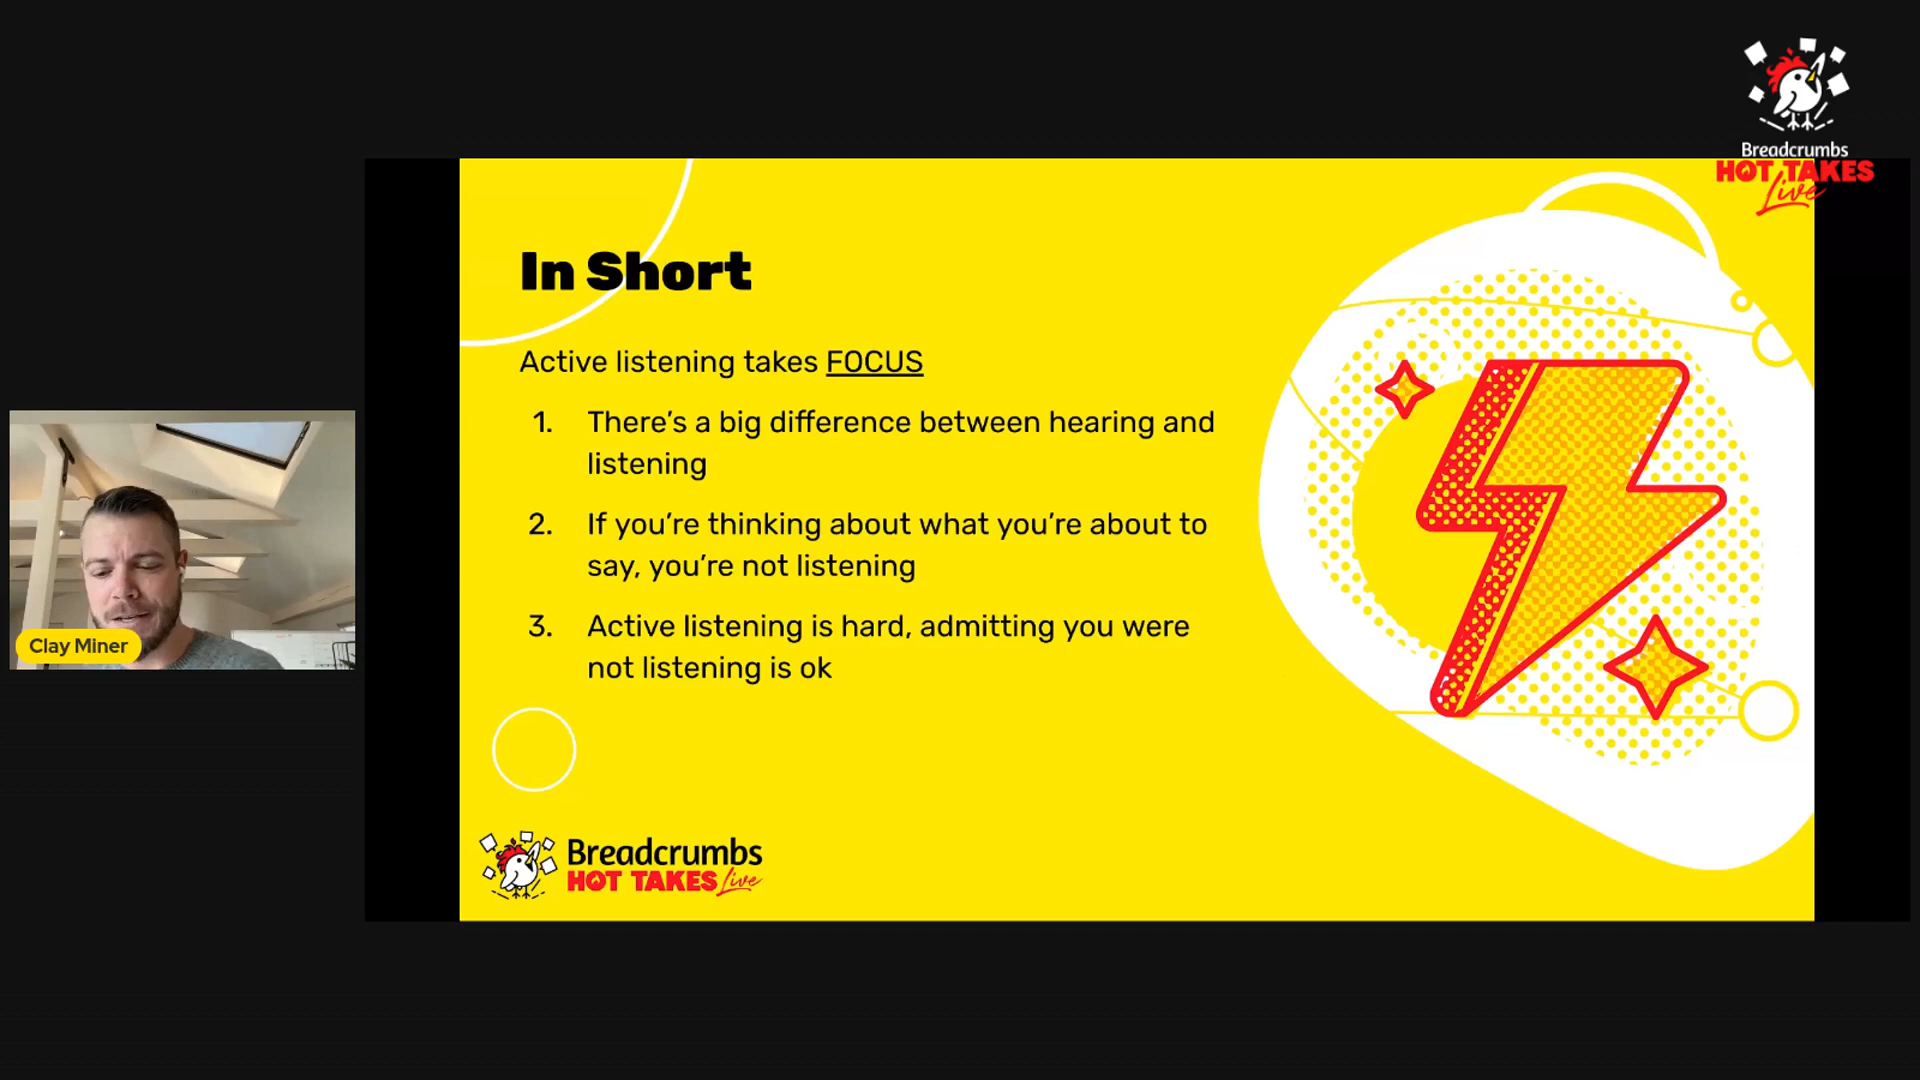 Breadcrumbs
HOT TAKES
Live
In Short
Active listening takes FOCUS
1. There's a big difference between hearing and
listening
2. If you're thinking about what you're about to
say, you're not listening
3. Active listening is hard, admitting you were
not listening is ok
Clay Miner
Breadcrumbs
HOT TAKES Live